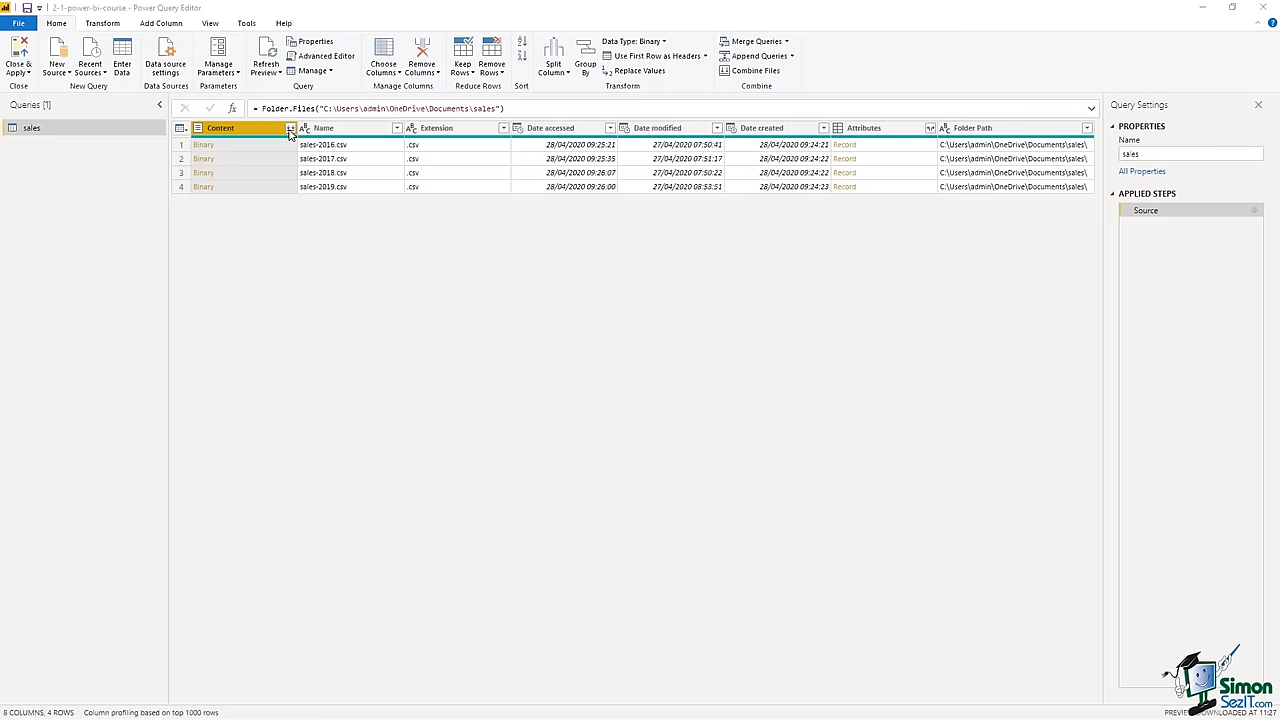 2-1-power-bi-course - Power Query Editor
File Home Transform Add Column View Tools Help
Close & Apply
New Source
Recent Sources
Enter Data
Data source settings
Manage Parameters
Refresh Preview
Properties
Advanced Editor
Manage
Choose Columns
Remove Columns
Keep Rows
Remove Rows
Split Column
Group By
Data Type: Binary
Use First Row as Headers
Replace Values
Merge Queries
Append Queries
Combine Files
Close New Query Data Sources Parameters Query Manage Columns Reduce Rows Sort Transform Combine
Queries [1]
sales
fx = Folder.Files("C:\Users\admin\OneDrive\Documents\sales")
Content Name Extension Date accessed Date modified Date created Attributes Folder Path
1 Binary sales-2016.csv .csv 28/04/2020 09:25:21 27/04/2020 07:50:41 28/04/2020 09:24:21 Record C:\Users\admin\OneDrive\Documents\sales\
2 Binary sales-2017.csv .csv 28/04/2020 09:25:35 27/04/2020 07:51:17 28/04/2020 09:24:22 Record C:\Users\admin\OneDrive\Documents\sales\
3 Binary sales-2018.csv .csv 28/04/2020 09:26:07 27/04/2020 07:50:22 28/04/2020 09:24:22 Record C:\Users\admin\OneDrive\Documents\sales\
4 Binary sales-2019.csv .csv 28/04/2020 09:26:00 27/04/2020 08:53:51 28/04/2020 09:24:23 Record C:\Users\admin\OneDrive\Documents\sales\
Query Settings
PROPERTIES
Name
sales
All Properties
APPLIED STEPS
Source
Simon
SezIT.com
8 COLUMNS, 4 ROWS Column profiling based on top 1000 rows
DOWNLOADED AT 11:27